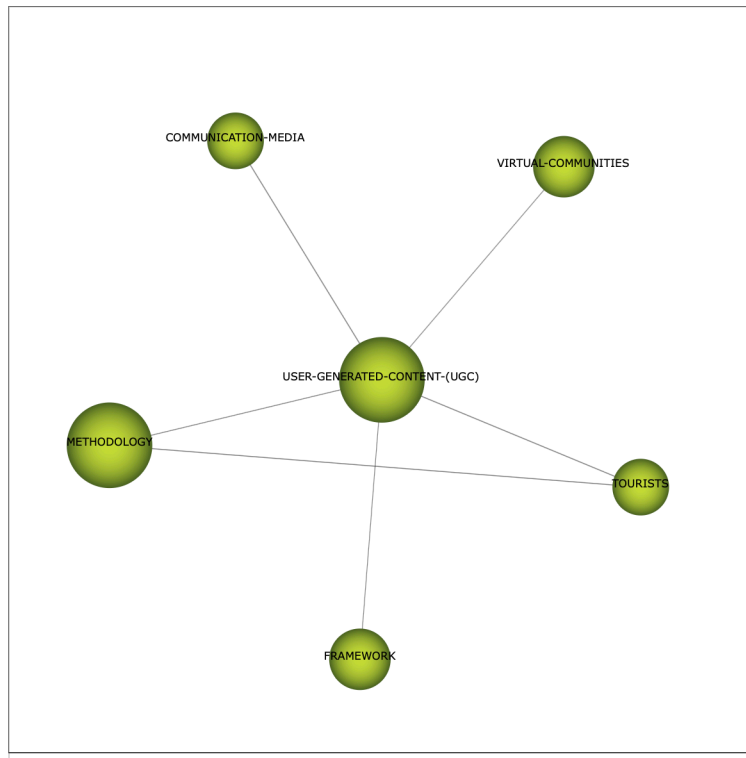 COMMUNICATION-MEDIA
VIRTUAL-COMMUNITIES
USER-GENERATED-CONTENT-(UGC)
METHODOLOGY
TOURISTS
FRAMEWORK